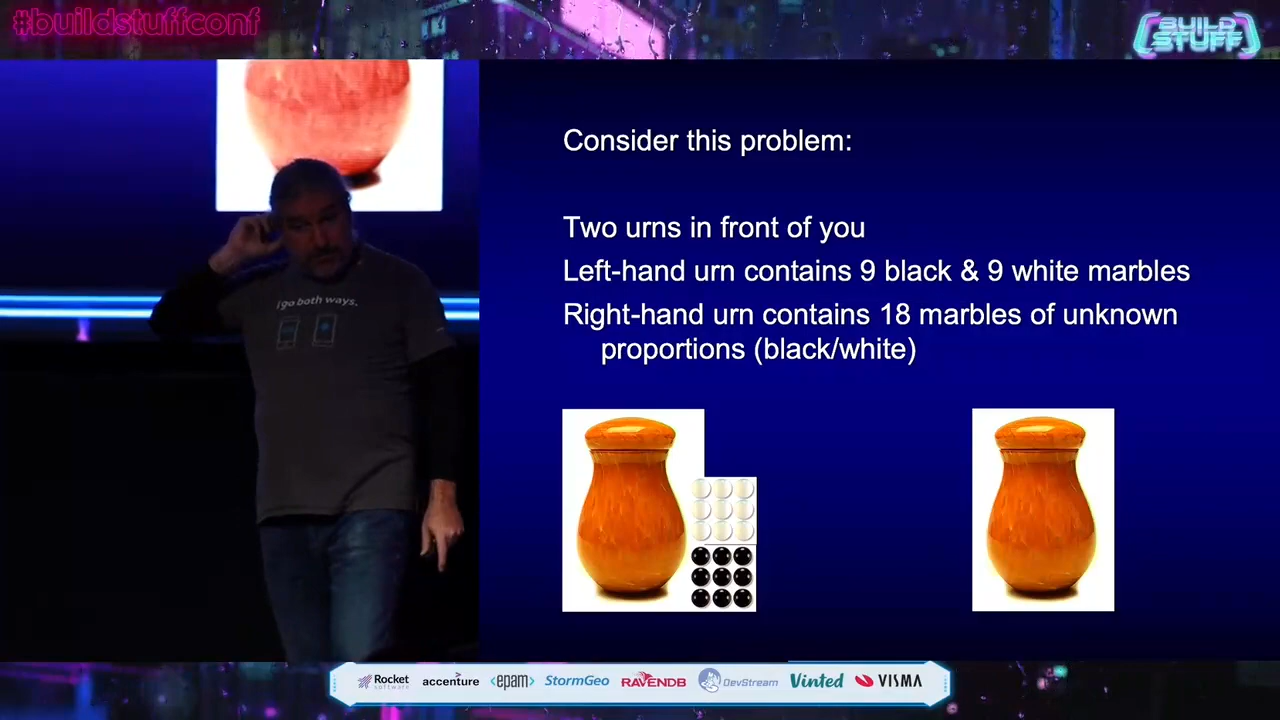 #buildstuffconf
BUILD
STUFF
i go both ways.
Consider this problem:
Two urns in front of you
Left-hand urn contains 9 black & 9 white marbles
Right-hand urn contains 18 marbles of unknown
proportions (black/white)
Rocket
software
accenture
<epam>
StormGeo
RAVENDB
DevStream
Vinted
VISMA